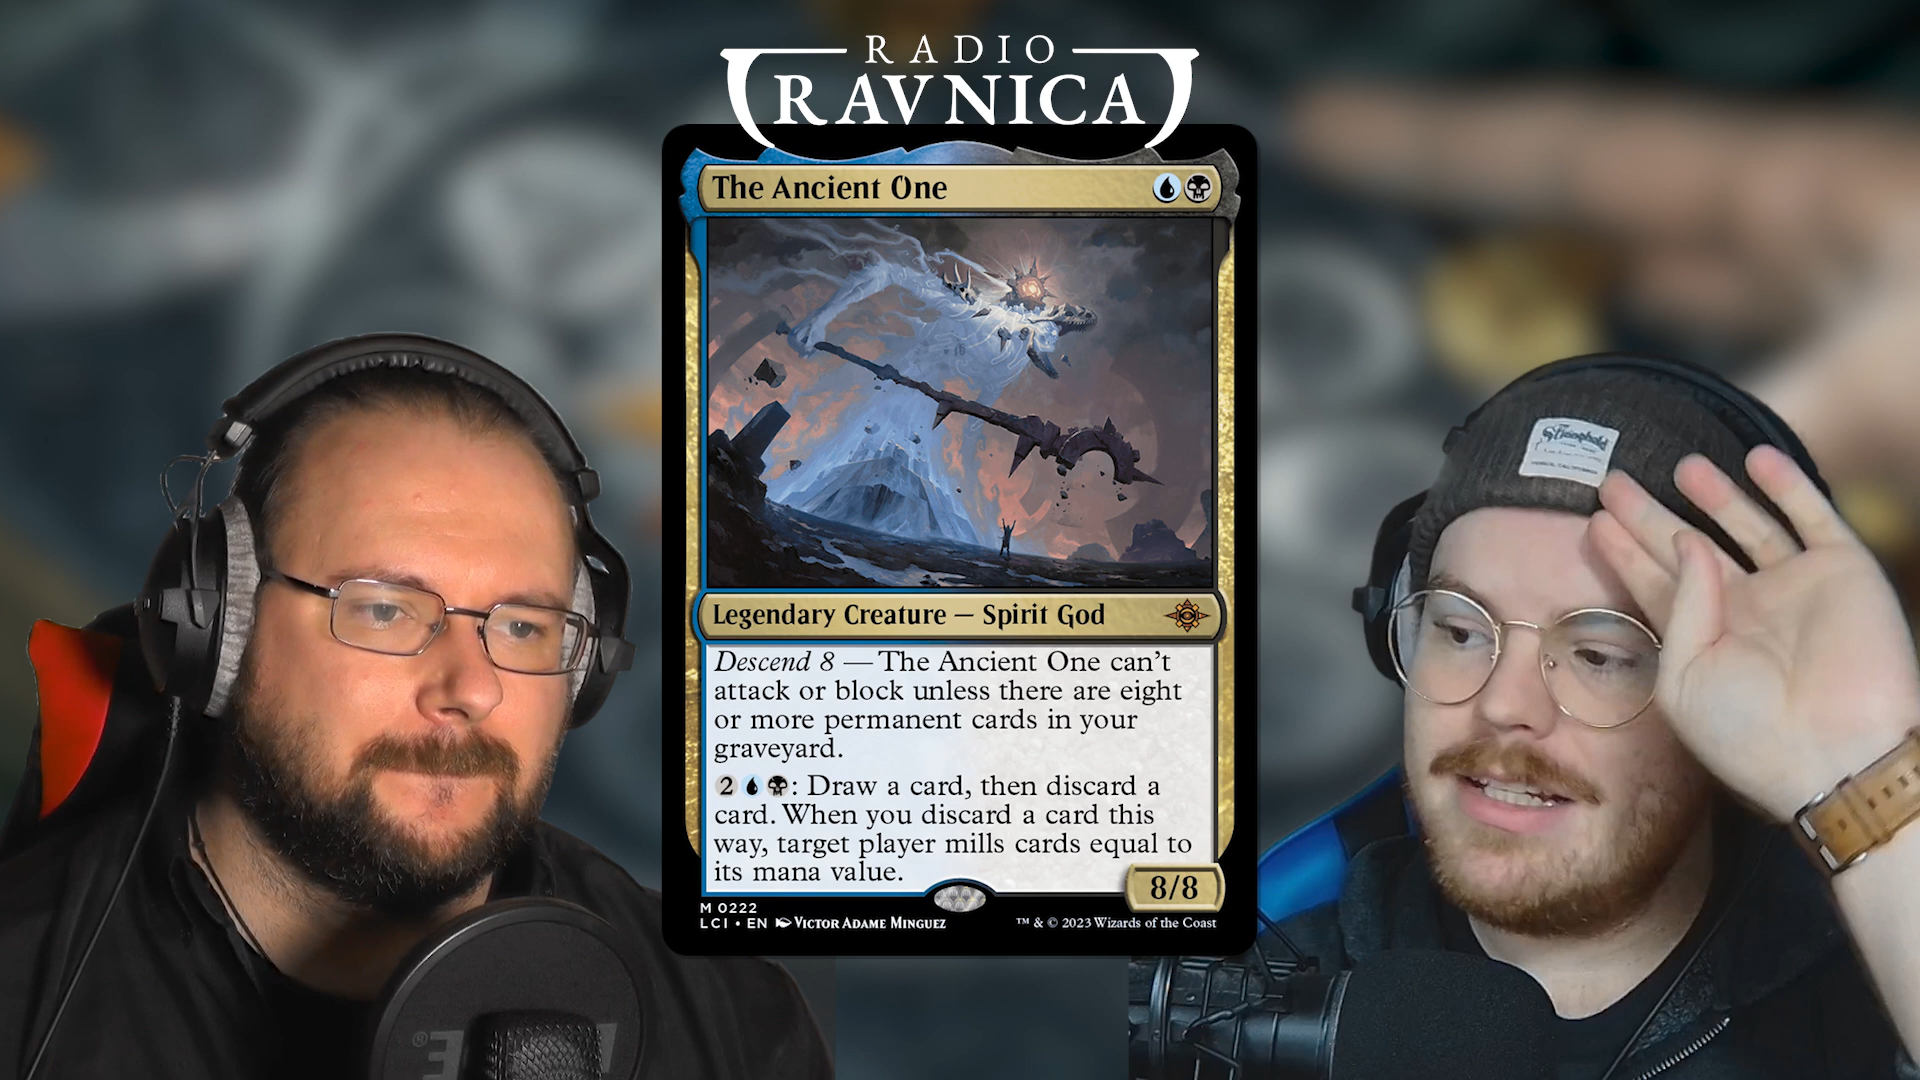 RADIO
RAVNICA
The Ancient One
Legendary Creature — Spirit God
Descend 8 — The Ancient One can't
attack or block unless there are eight
or more permanent cards in your
graveyard.
2: Draw a card, then discard a
card. When you discard a card this
way, target player mills cards equal to
its mana value.
8/8
M 0222
LCI • EN Victor Adame Minguez
™ & © 2023 Wizards of the Coast